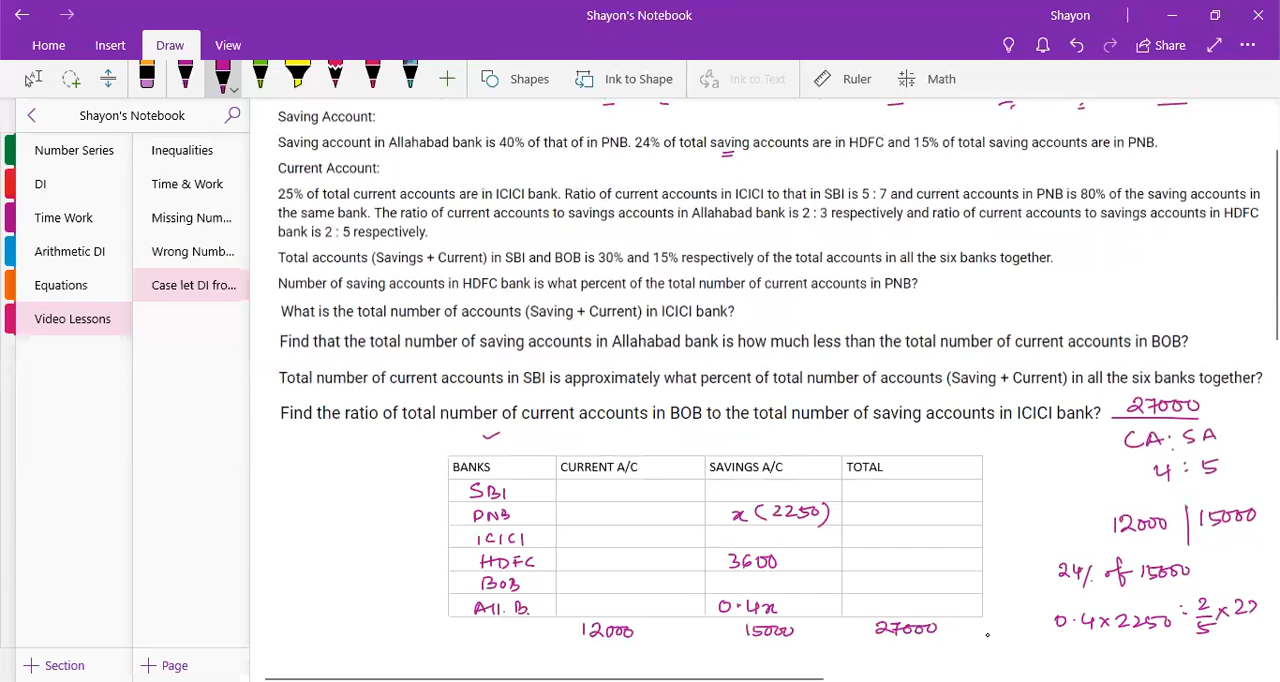 Shayon's Notebook
Shayon
Home Insert Draw View
Share
Shapes Ink to Shape Ink to Text Ruler Math
Shayon's Notebook
Number Series
DI
Time Work
Arithmetic DI
Equations
Video Lessons
Inequalities
Time & Work
Missing Num...
Wrong Numb...
Case let DI fro...
Saving Account:
Saving account in Allahabad bank is 40% of that of in PNB. 24% of total saving accounts are in HDFC and 15% of total saving accounts are in PNB.
Current Account:
25% of total current accounts are in ICICI bank. Ratio of current accounts in ICICI to that in SBI is 5 : 7 and current accounts in PNB is 80% of the saving accounts in
the same bank. The ratio of current accounts to savings accounts in Allahabad bank is 2 : 3 respectively and ratio of current accounts to savings accounts in HDFC
bank is 2 : 5 respectively.
Total accounts (Savings + Current) in SBI and BOB is 30% and 15% respectively of the total accounts in all the six banks together.
Number of saving accounts in HDFC bank is what percent of the total number of current accounts in PNB?
What is the total number of accounts (Saving + Current) in ICICI bank?
Find that the total number of saving accounts in Allahabad bank is how much less than the total number of current accounts in BOB?
Total number of current accounts in SBI is approximately what percent of total number of accounts (Saving + Current) in all the six banks together?
Find the ratio of total number of current accounts in BOB to the total number of saving accounts in ICICI bank?
27000
CA : SA
4 : 5
12000 | 15000
24% of 15000
0.4 x 2250 = 2/5 x 22
BANKS CURRENT A/C SAVINGS A/C TOTAL
SBI
PNB x (2250)
ICICI
HDFC 3600
BOB
All. B. 0.4x
12000 15000 27000
Section Page